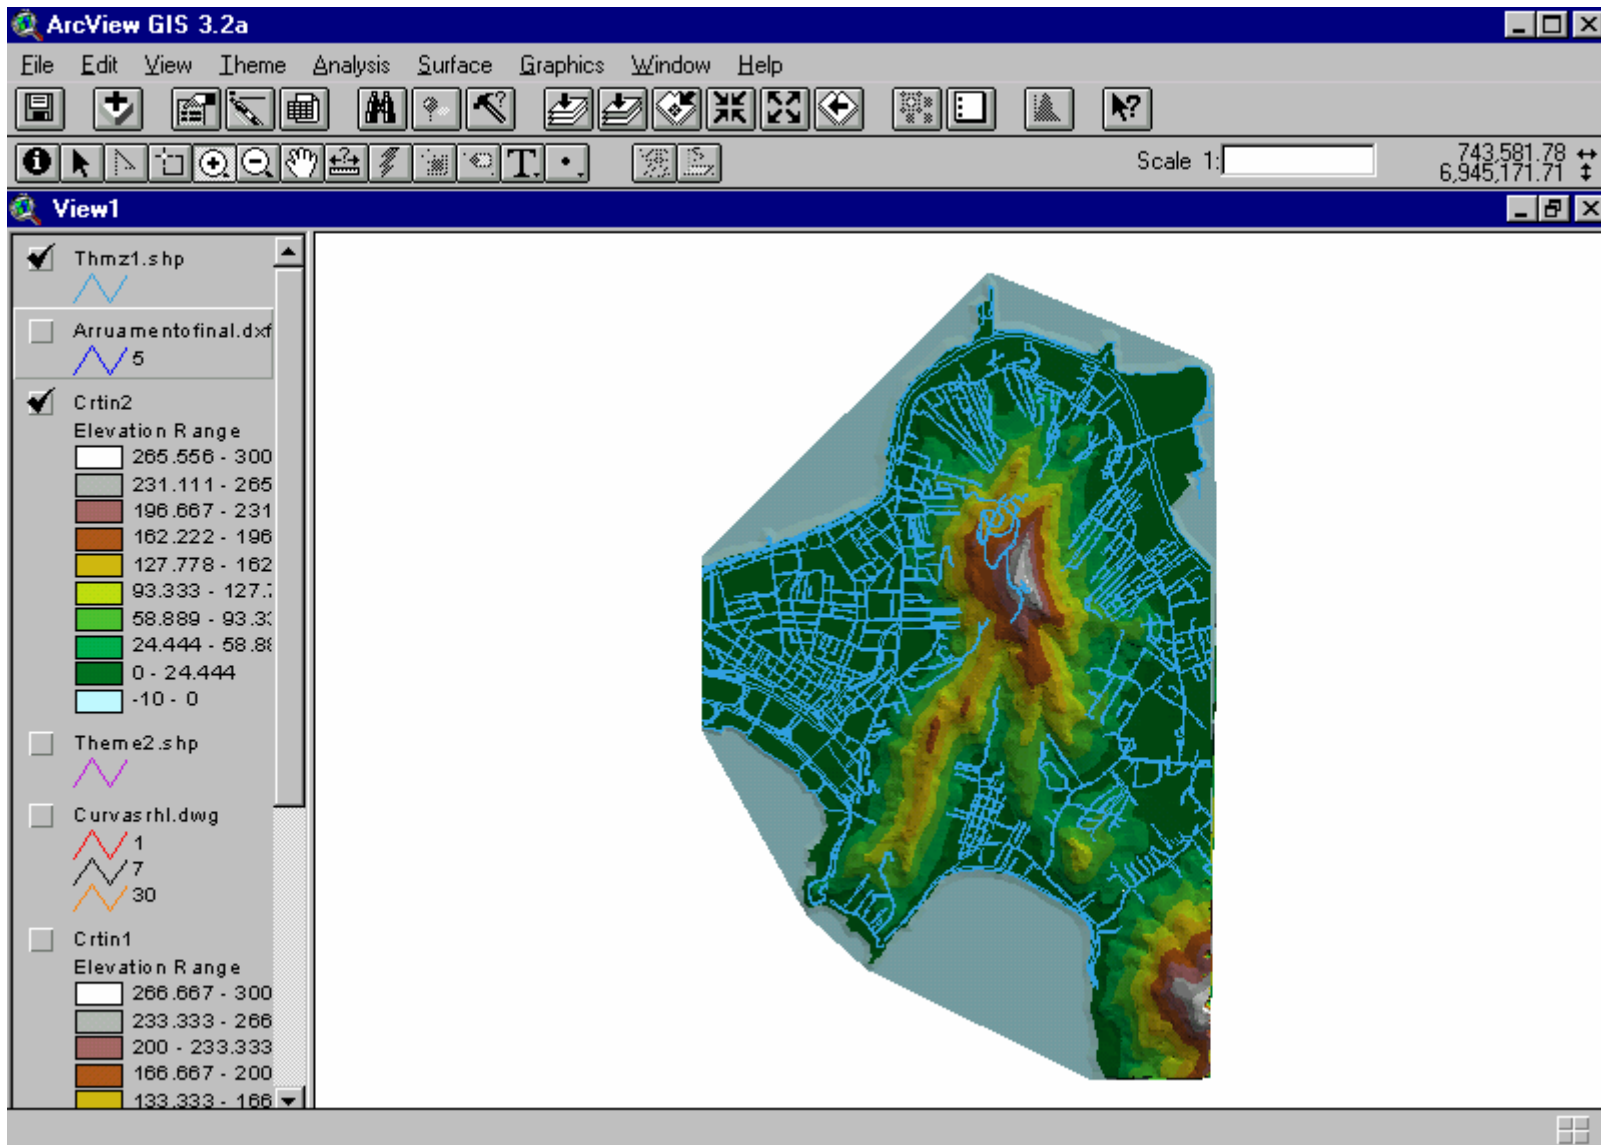 ArcView GIS 3.2a
File Edit View Theme Analysis Surface Graphics Window Help
Scale 1:
743,581.78
6,945,171.71
View1
Thmz1.shp
Arruamentofinal.dxf
5
Crtin2
Elevation Range
265.556 - 300
231.111 - 265
196.667 - 231
162.222 - 196
127.778 - 162
93.333 - 127.
58.889 - 93.3
24.444 - 58.8
0 - 24.444
-10 - 0
Theme2.shp
Curvasrhl.dwg
1
7
30
Crtin1
Elevation Range
266.667 - 300
233.333 - 266
200 - 233.333
166.667 - 200
133.333 - 166